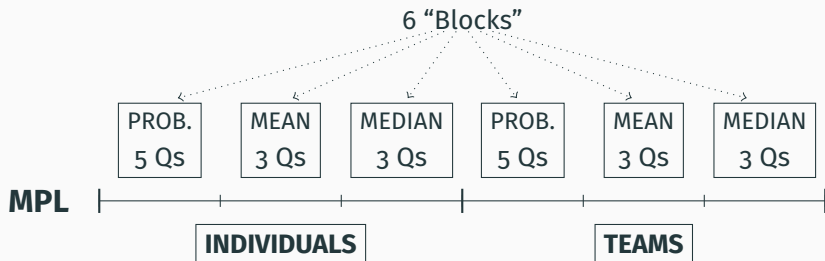 6 “Blocks”
PROB. MEAN MEDIAN PROB. MEAN MEDIAN
5 Qs 3 Qs 3 Qs 5 Qs 3 Qs 3 Qs
MPL
INDIVIDUALS TEAMS